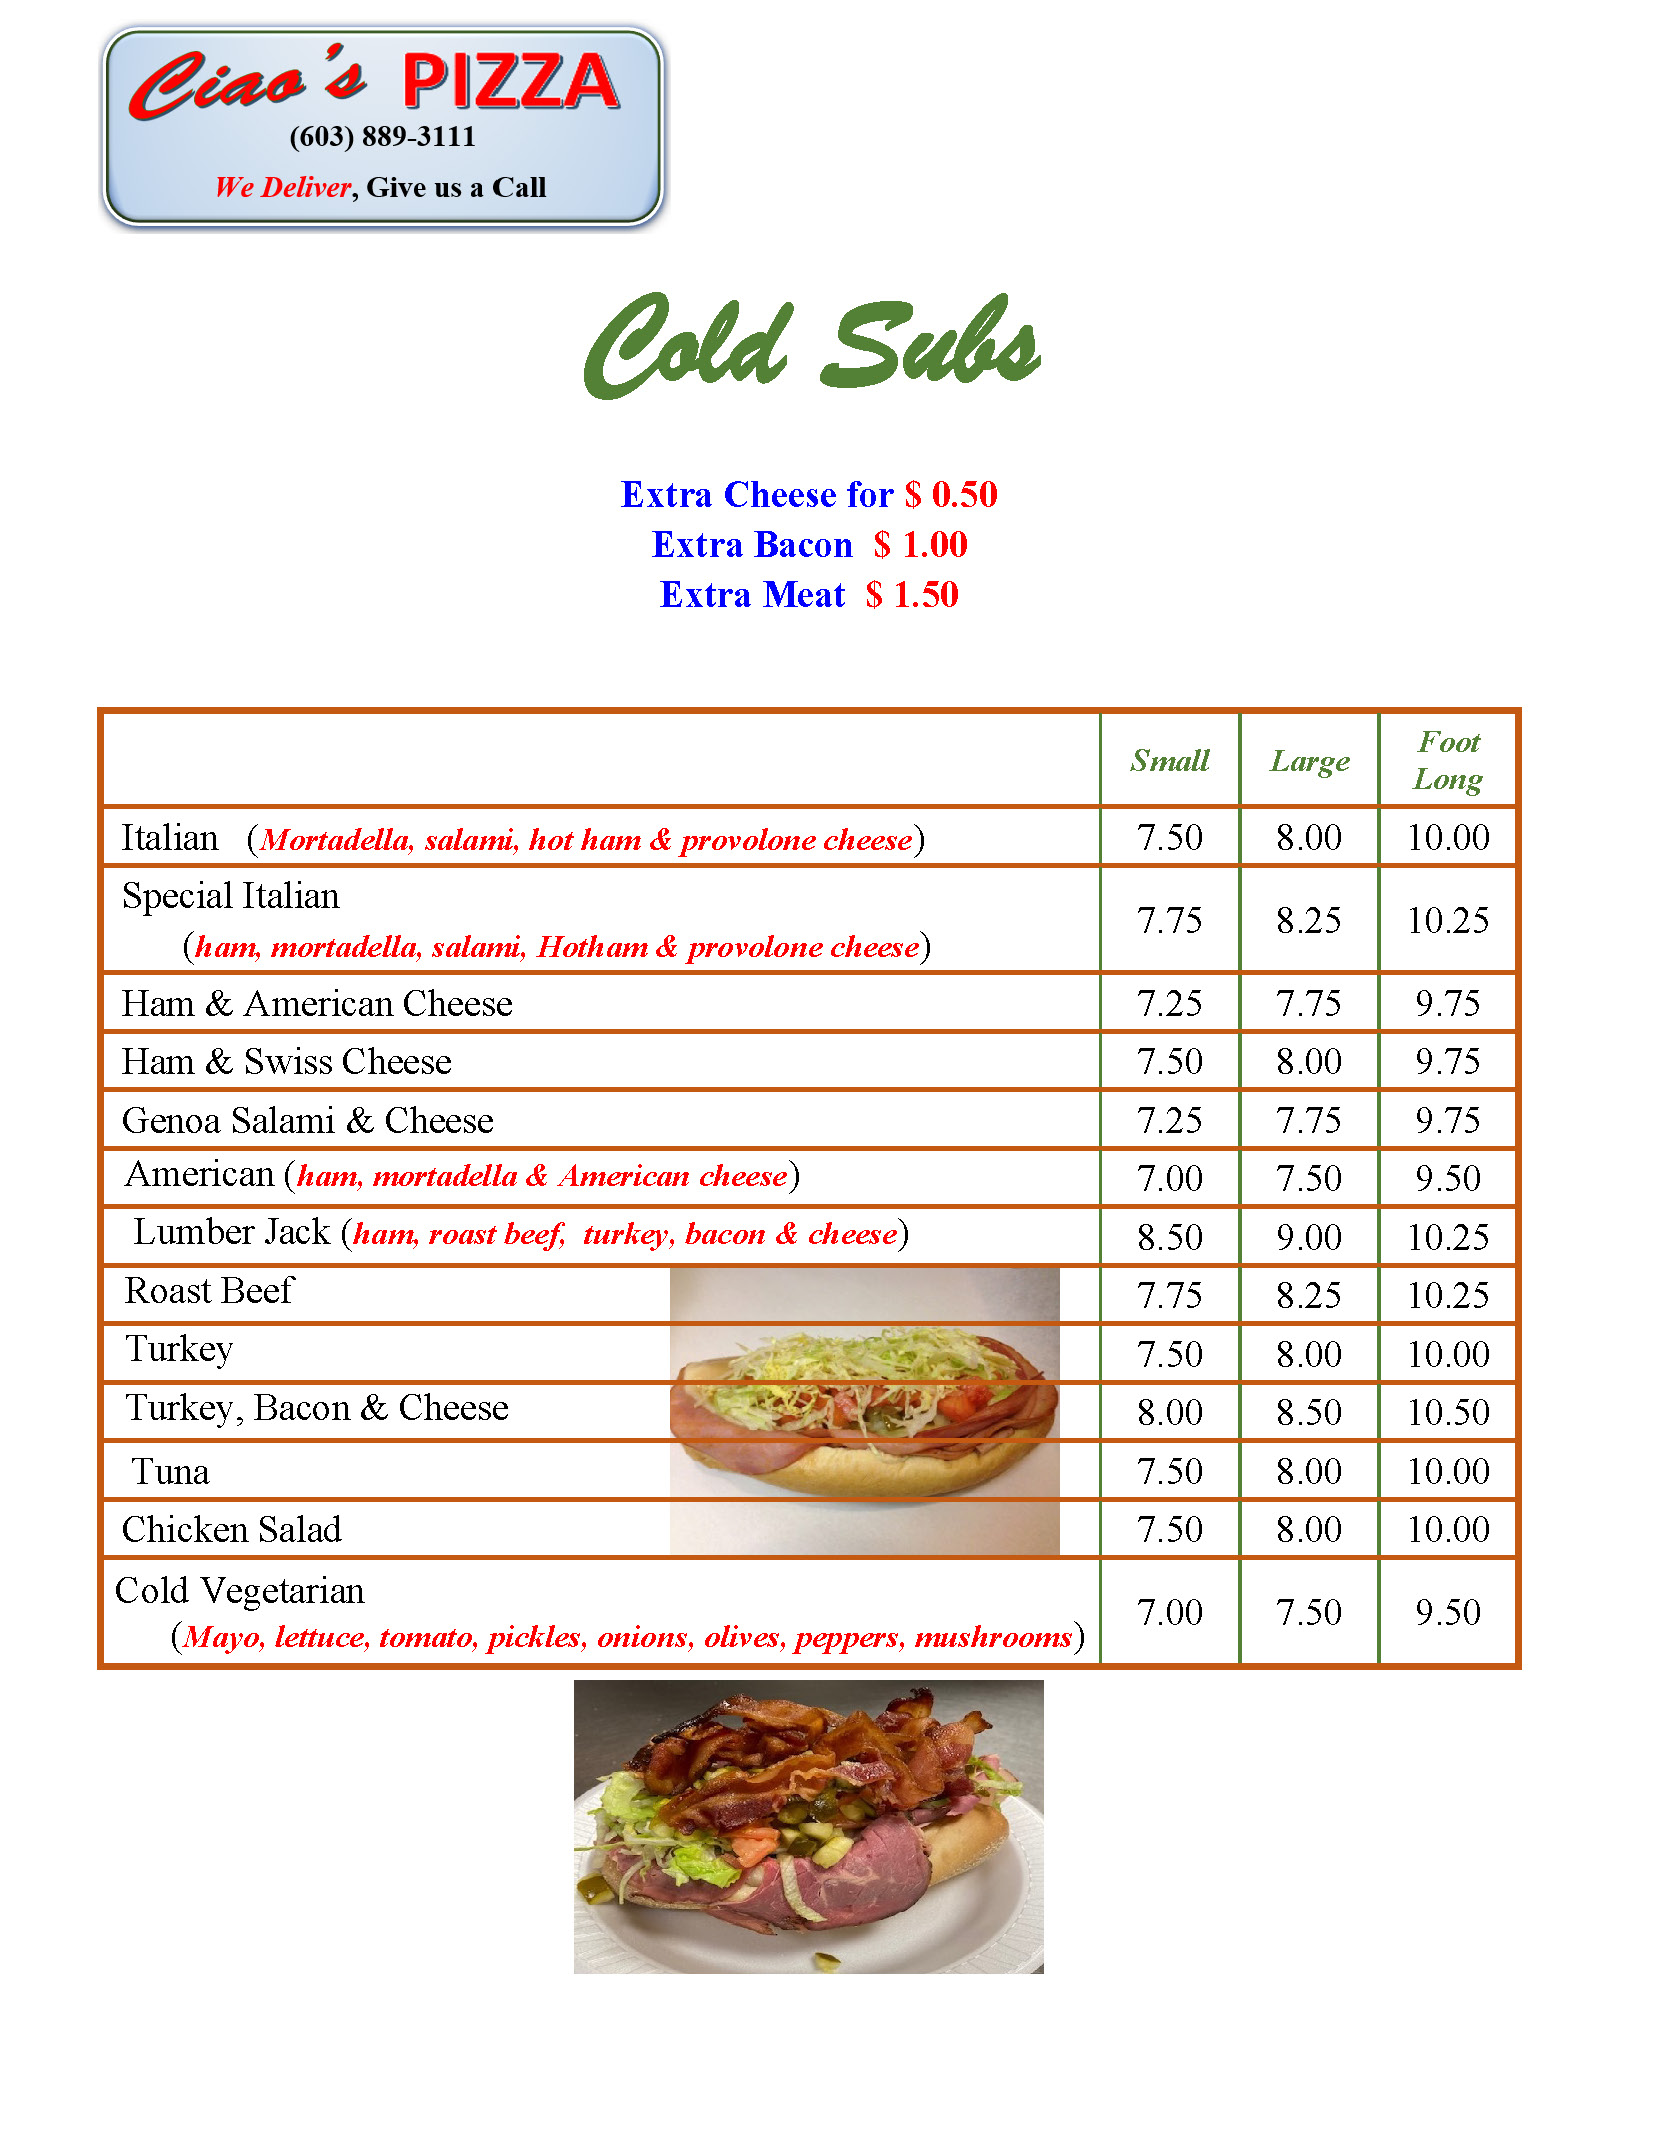 Ciao's PIZZA
(603) 889-3111
We Deliver, Give us a Call
Cold Subs
Extra Cheese for $ 0.50
Extra Bacon $ 1.00
Extra Meat $ 1.50
Small Large Foot Long
Italian (Mortadella, salami, hot ham & provolone cheese) 7.50 8.00 10.00
Special Italian
(ham, mortadella, salami, Hotham & provolone cheese) 7.75 8.25 10.25
Ham & American Cheese 7.25 7.75 9.75
Ham & Swiss Cheese 7.50 8.00 9.75
Genoa Salami & Cheese 7.25 7.75 9.75
American (ham, mortadella & American cheese) 7.00 7.50 9.50
Lumber Jack (ham, roast beef, turkey, bacon & cheese) 8.50 9.00 10.25
Roast Beef 7.75 8.25 10.25
Turkey 7.50 8.00 10.00
Turkey, Bacon & Cheese 8.00 8.50 10.50
Tuna 7.50 8.00 10.00
Chicken Salad 7.50 8.00 10.00
Cold Vegetarian
(Mayo, lettuce, tomato, pickles, onions, olives, peppers, mushrooms) 7.00 7.50 9.50